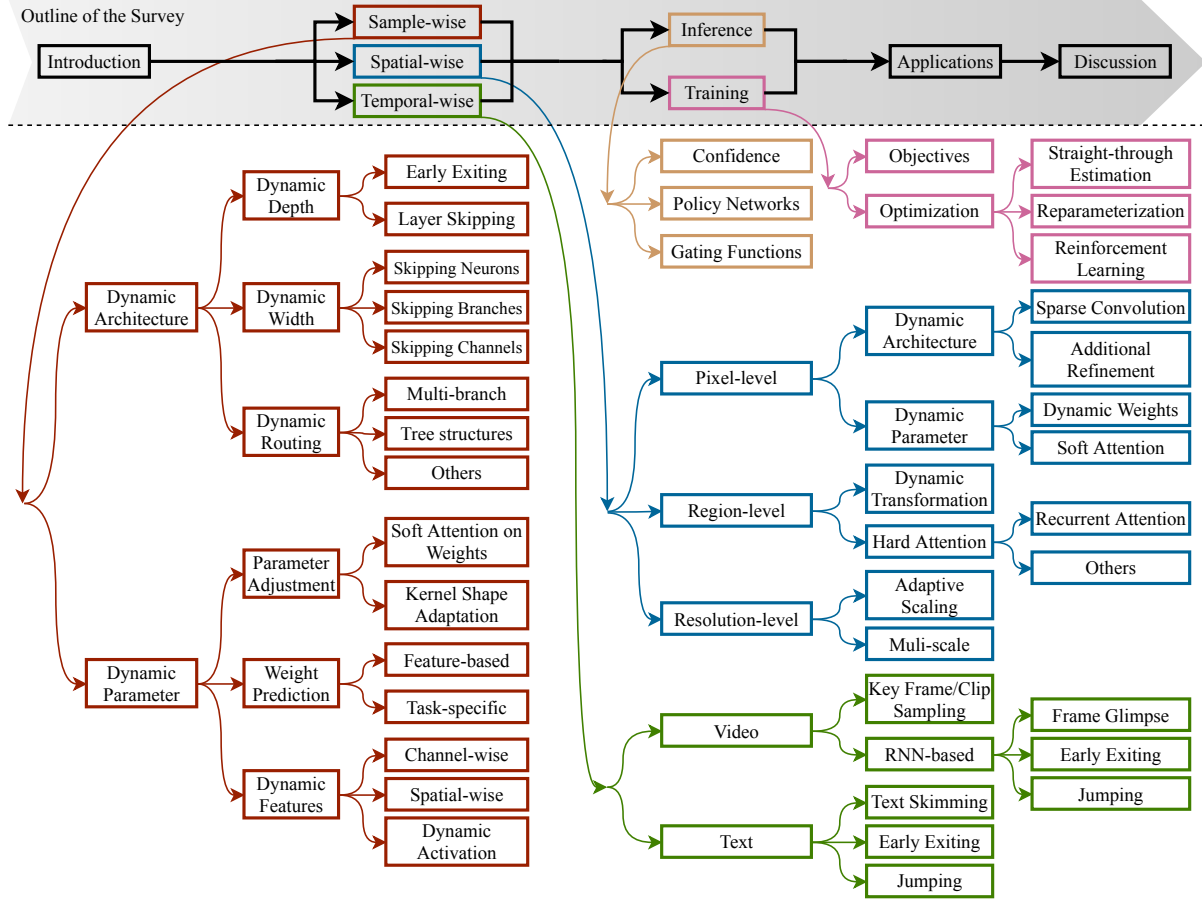 Outline of the Survey
Introduction
Sample-wise
Spatial-wise
Temporal-wise
Inference
Training
Applications
Discussion
Dynamic
Architecture
Dynamic
Depth
Early Exiting
Layer Skipping
Dynamic
Width
Skipping Neurons
Skipping Branches
Skipping Channels
Dynamic
Routing
Multi-branch
Tree structures
Others
Dynamic
Parameter
Parameter
Adjustment
Soft Attention on
Weights
Kernel Shape
Adaptation
Weight
Prediction
Feature-based
Task-specific
Dynamic
Features
Channel-wise
Spatial-wise
Dynamic
Activation
Confidence
Policy Networks
Gating Functions
Objectives
Optimization
Straight-through
Estimation
Reparameterization
Reinforcement
Learning
Pixel-level
Dynamic
Architecture
Sparse Convolution
Additional
Refinement
Dynamic
Parameter
Dynamic Weights
Soft Attention
Region-level
Dynamic
Transformation
Hard Attention
Recurrent Attention
Others
Resolution-level
Adaptive
Scaling
Muli-scale
Video
Key Frame/Clip
Sampling
RNN-based
Frame Glimpse
Early Exiting
Jumping
Text
Text Skimming
Early Exiting
Jumping